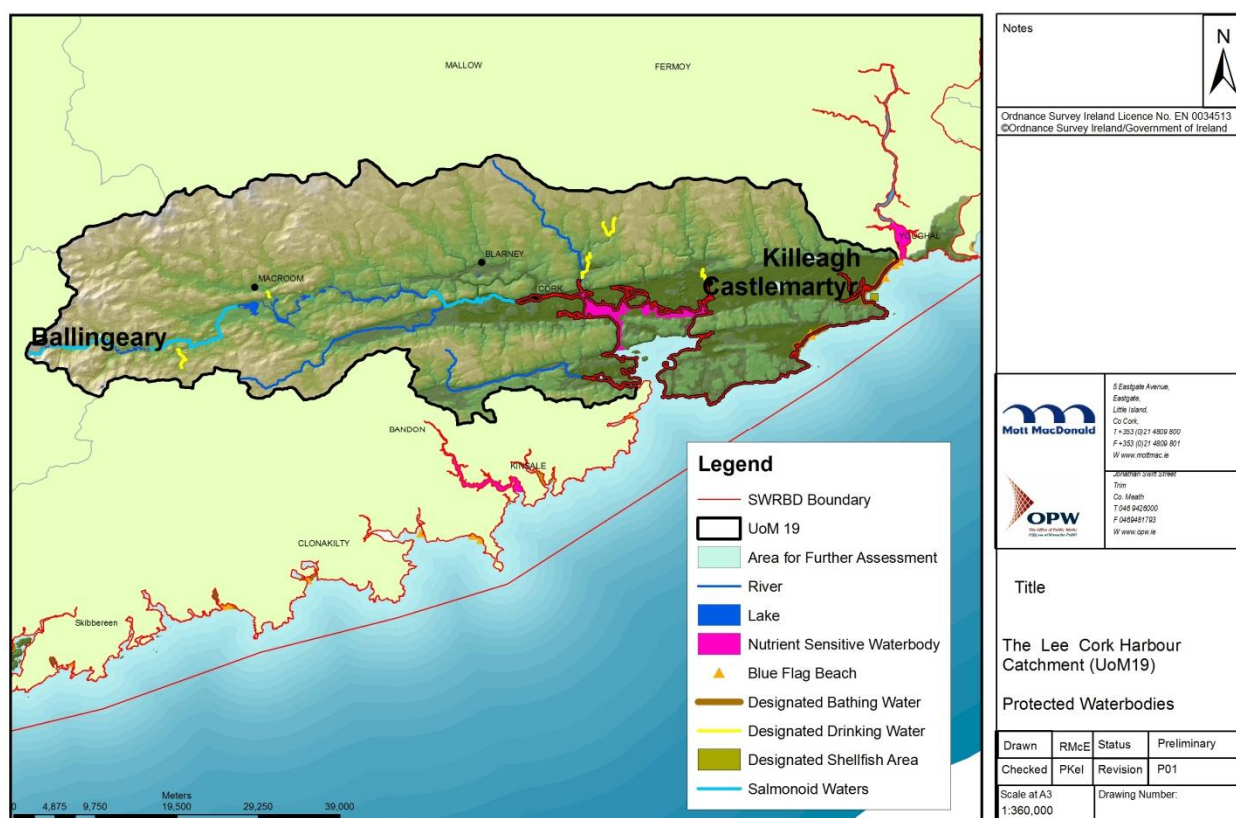 MALLOW
FERMOY
YOUGHAL
Killeagh
BLARNEY
MACROOM
Castlemartyr
CORK
Ballingeary
BANDON
KINSALE
CLONAKILTY
Skibbereen
Legend
SWRBD Boundary
UoM 19
Area for Further Assessment
River
Lake
Nutrient Sensitive Waterbody
Blue Flag Beach
Designated Bathing Water
Designated Drinking Water
Designated Shellfish Area
Salmonoid Waters
Meters
0 4,875 9,750 19,500 29,250 39,000
Notes
N
Ordnance Survey Ireland Licence No. EN 0034513
©Ordnance Survey Ireland/Government of Ireland
Mott MacDonald
5 Eastgate Avenue,
Eastgate,
Little Island,
Co Cork,
T +353 (0)21 4809 800
F +353 (0)21 4809 801
W www.mottmac.ie
OPW
The Office of Public Works
Jonathan Swift Street
Trim
Co. Meath
T 046 9426000
F 0469481793
W www.opw.ie
Title
The Lee Cork Harbour
Catchment (UoM19)
Protected Waterbodies
Drawn RMcE Status Preliminary
Checked PKel Revision P01
Scale at A3 Drawing Number:
1:360,000